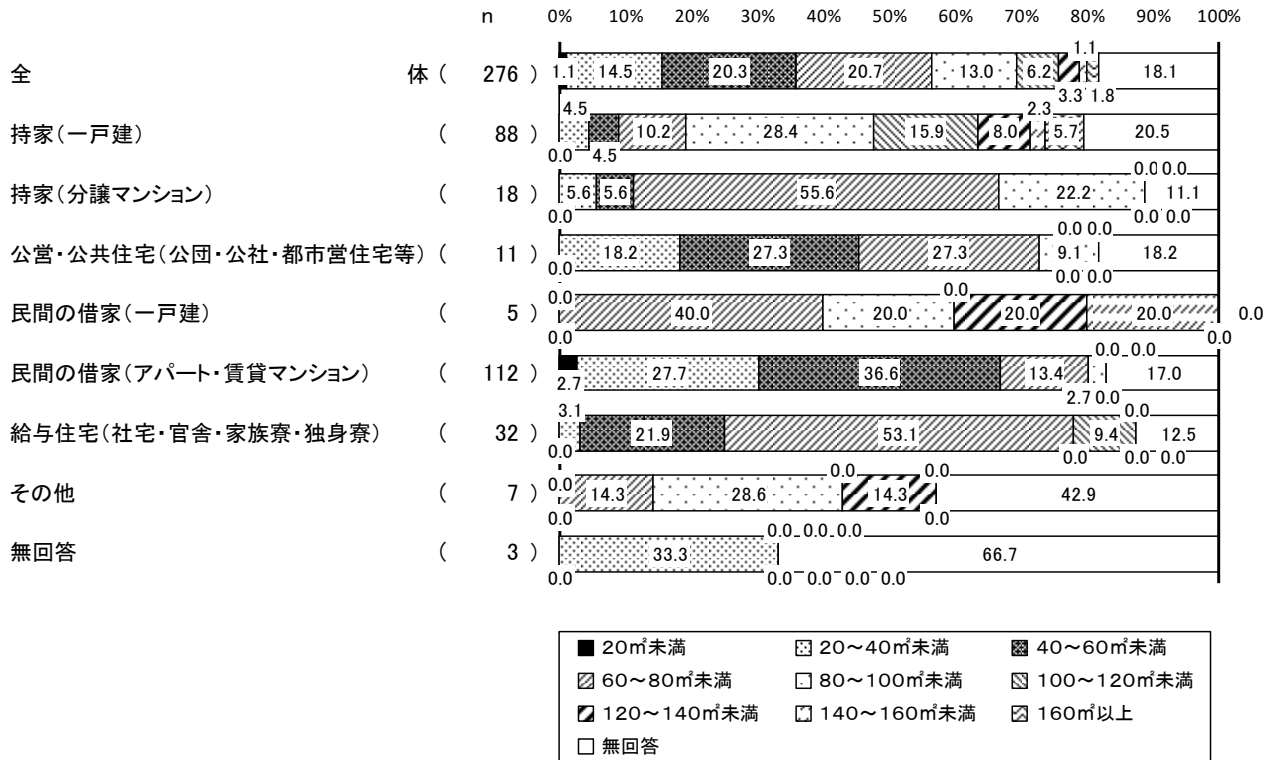 n 0% 10% 20% 30% 40% 50% 60% 70% 80% 90% 100%
1.1
全 体 ( 276 ) 1.1 14.5 20.3 20.7 13.0 6.2 18.1
3.3 1.8
4.5 2.3
持家(一戸建) ( 88 ) 10.2 28.4 15.9 8.0 5.7 20.5
0.0 4.5
0.0 0.0
持家(分譲マンション) ( 18 ) 5.6 5.6 55.6 22.2 11.1
0.0 0.0 0.0
0.0 0.0
公営・公共住宅(公団・公社・都市営住宅等) ( 11 ) 18.2 27.3 27.3 9.1 18.2
0.0 0.0 0.0
0.0 0.0
民間の借家(一戸建) ( 5 ) 40.0 20.0 20.0 20.0 0.0
0.0 0.0
0.0 0.0
民間の借家(アパート・賃貸マンション) ( 112 ) 27.7 36.6 13.4 17.0
2.7 2.7 0.0
3.1 0.0
給与住宅(社宅・官舎・家族寮・独身寮) ( 32 ) 21.9 53.1 9.4 12.5
0.0 0.0 0.0 0.0
0.0 0.0 0.0
その他 ( 7 ) 14.3 28.6 14.3 42.9
0.0 0.0
0.0 0.0 0.0
無回答 ( 3 ) 33.3 66.7
0.0 0.0 0.0 0.0 0.0
20㎡未満 20～40㎡未満 40～60㎡未満
60～80㎡未満 80～100㎡未満 100～120㎡未満
120～140㎡未満 140～160㎡未満 160㎡以上
無回答